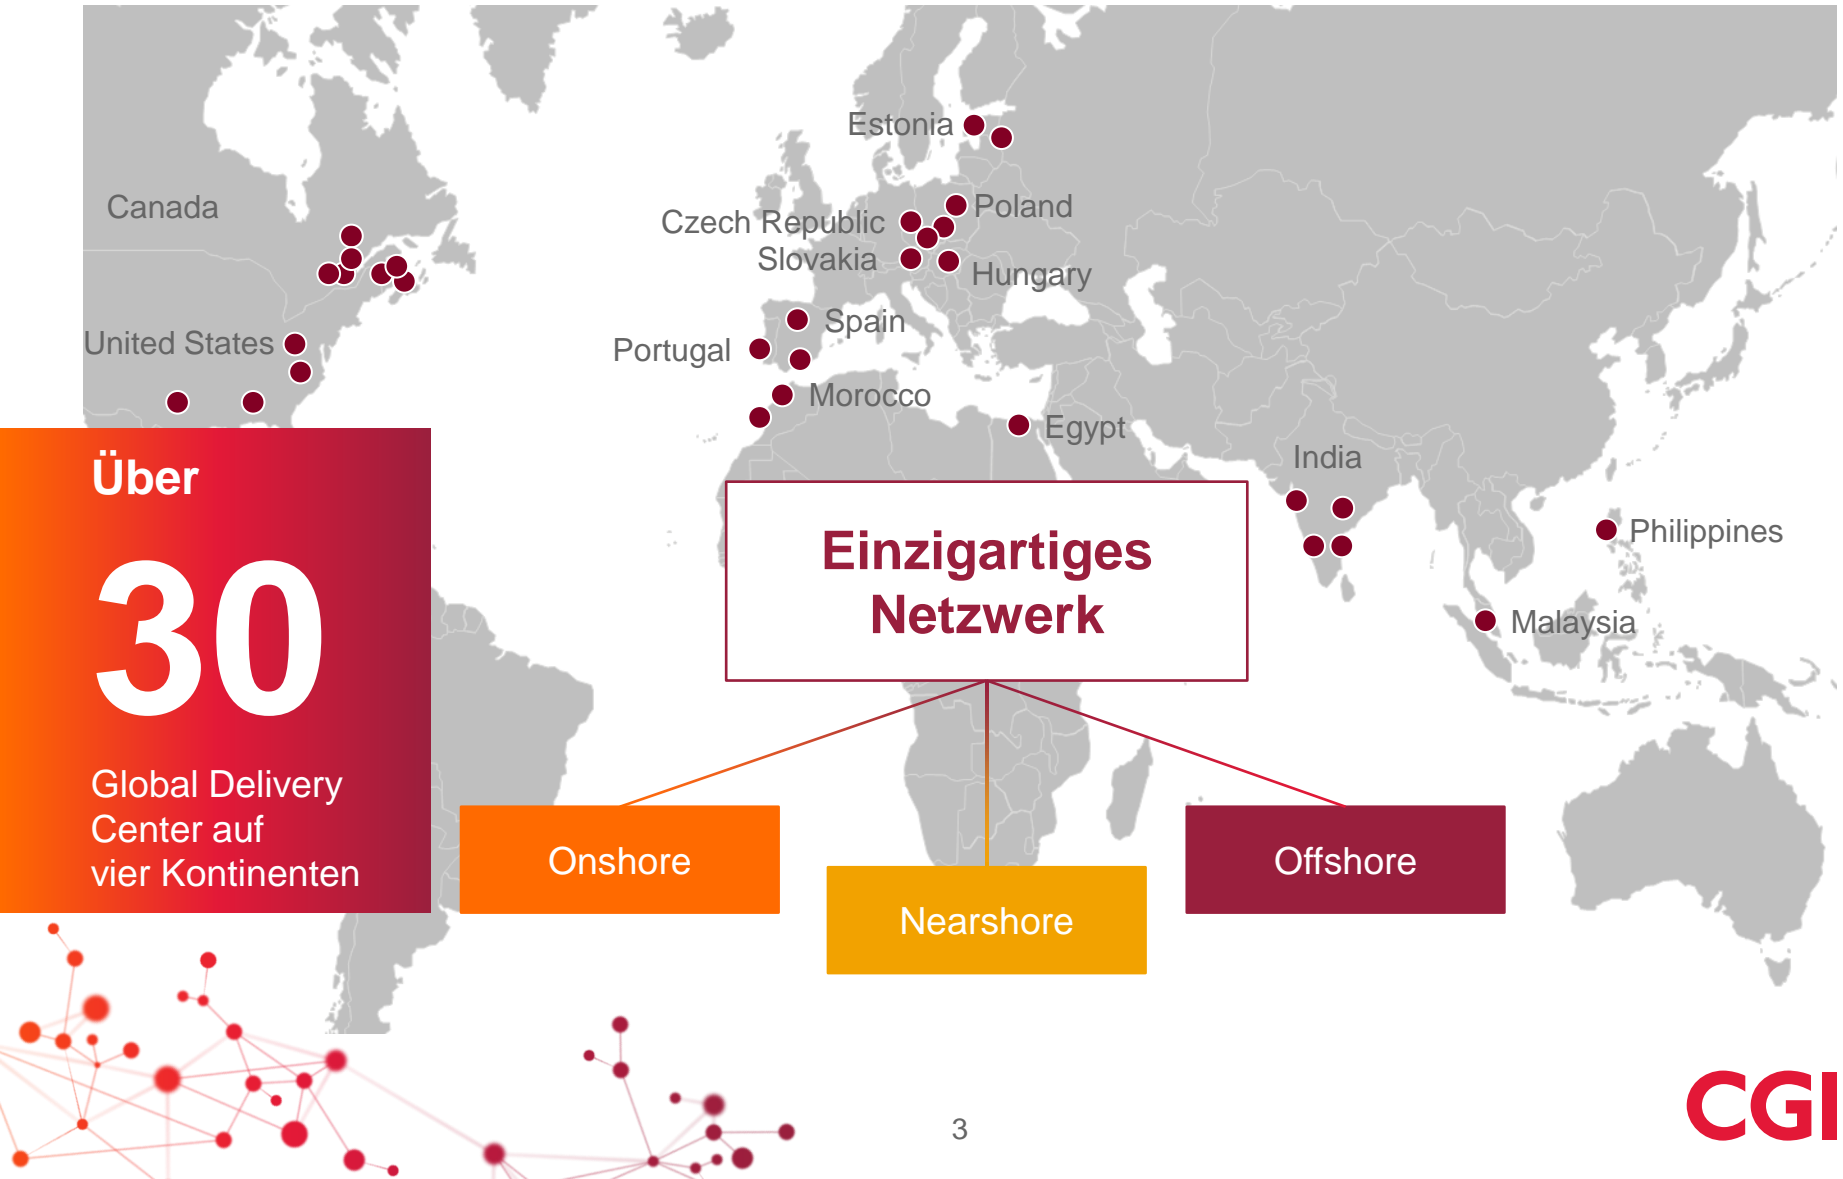 Estonia
Canada
Poland
Czech Republic
Slovakia
Hungary
Spain
United States
Portugal
Morocco
Egypt
India
Philippines
Malaysia
Über
30
Global Delivery
Center auf
vier Kontinenten
Einzigartiges
Netzwerk
Onshore
Nearshore
Offshore
3
CGI